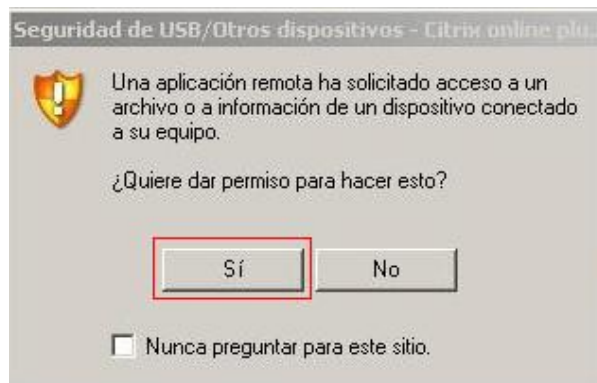 Seguridad de USB/Otros dispositivos - Citrix online plu
Una aplicación remota ha solicitado acceso a un
archivo o a información de un dispositivo conectado
a su equipo.
¿Quiere dar permiso para hacer esto?
Sí No
Nunca preguntar para este sitio.